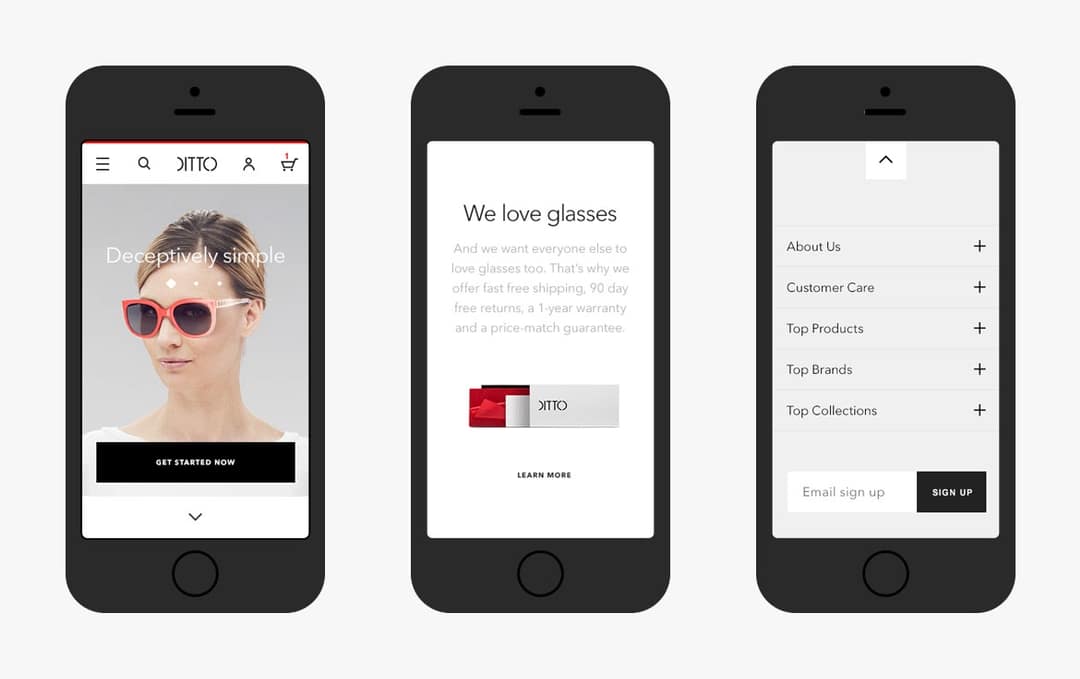 DITTO
1
Deceptively simple
GET STARTED NOW
We love glasses
And we want everyone else to
love glasses too. That's why we
offer fast free shipping, 90 day
free returns, a 1-year warranty
and a price-match guarantee.
DITTO
LEARN MORE
About Us
Customer Care
Top Products
Top Brands
Top Collections
Email sign up
SIGN UP